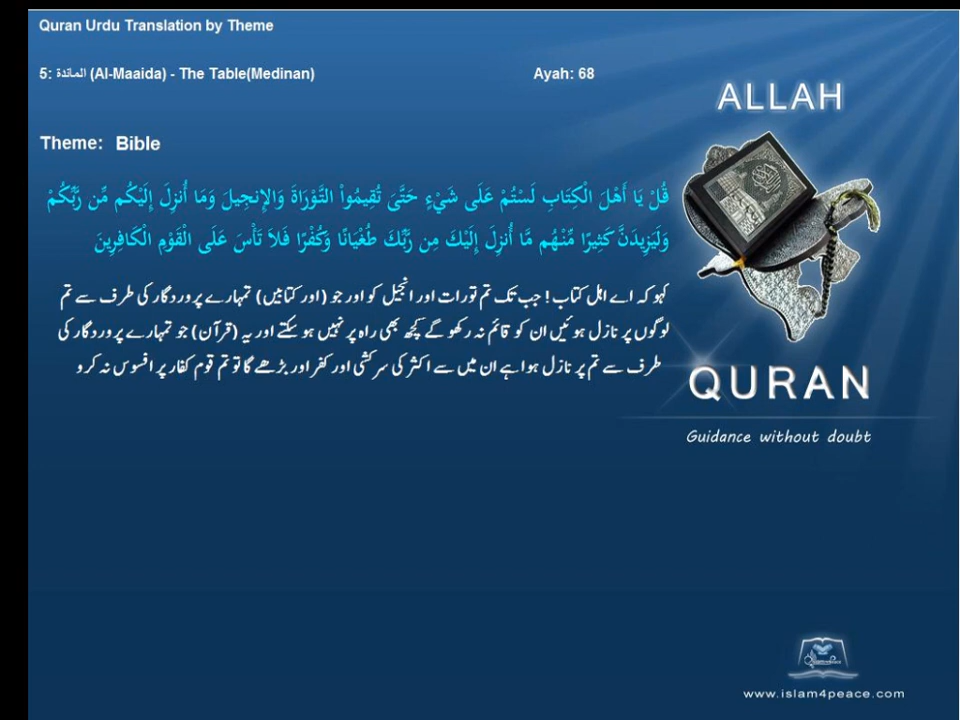 Quran Urdu Translation by Theme
5: المائدة (Al-Maaida) - The Table(Medinan) Ayah: 68
ALLAH
Theme: Bible
قُلْ يَا أَهْلَ الْكِتَابِ لَسْتُمْ عَلَى شَيْءٍ حَتَّىَ تُقِيمُواْ التَّوْرَاةَ وَالإِنجِيلَ وَمَا أُنزِلَ إِلَيْكُم مِّن رَّبِّكُمْ
وَلَيَزِيدَنَّ كَثِيرًا مِّنْهُم مَّا أُنزِلَ إِلَيْكَ مِن رَّبِّكَ طُغْيَانًا وَكُفْرًا فَلاَ تَأْسَ عَلَى الْقَوْمِ الْكَافِرِينَ
کہو کہ اے اہل کتاب! جب تک تم تورات اور انجیل کو اور جو (اور کتابیں) تمہارے پروردگار کی طرف سے تم
لوگوں پر نازل ہوئیں ان کو قائم نہ رکھو گے کچھ بھی راہ پر نہیں ہو سکتے اور یہ (قرآن) جو تمہارے پروردگار کی
طرف سے تم پر نازل ہوا ہے ان میں سے اکثر کی سرکشی اور کفر اور بڑھے گا تو تم قوم کفار پر افسوس نہ کرو
QURAN
Guidance without doubt
www.islam4peace.com